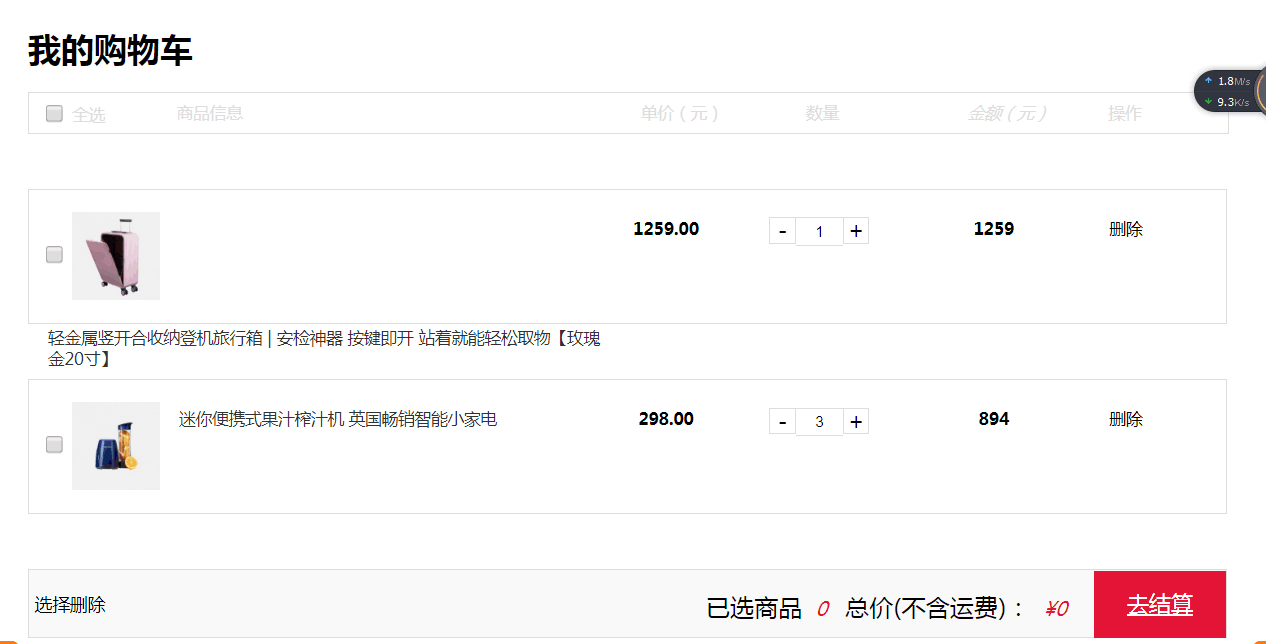 我的购物车
全选 商品信息 单价（元） 数量 金额（元） 操作
1.8M/s
9.3K/s
1259.00 - 1 + 1259 删除
轻金属竖开合收纳登机旅行箱 | 安检神器 按键即开 站着就能轻松取物【玫瑰
金20寸】
迷你便携式果汁榨汁机 英国畅销智能小家电 298.00 - 3 + 894 删除
选择删除 已选商品 0 总价(不含运费)： ¥0 去结算